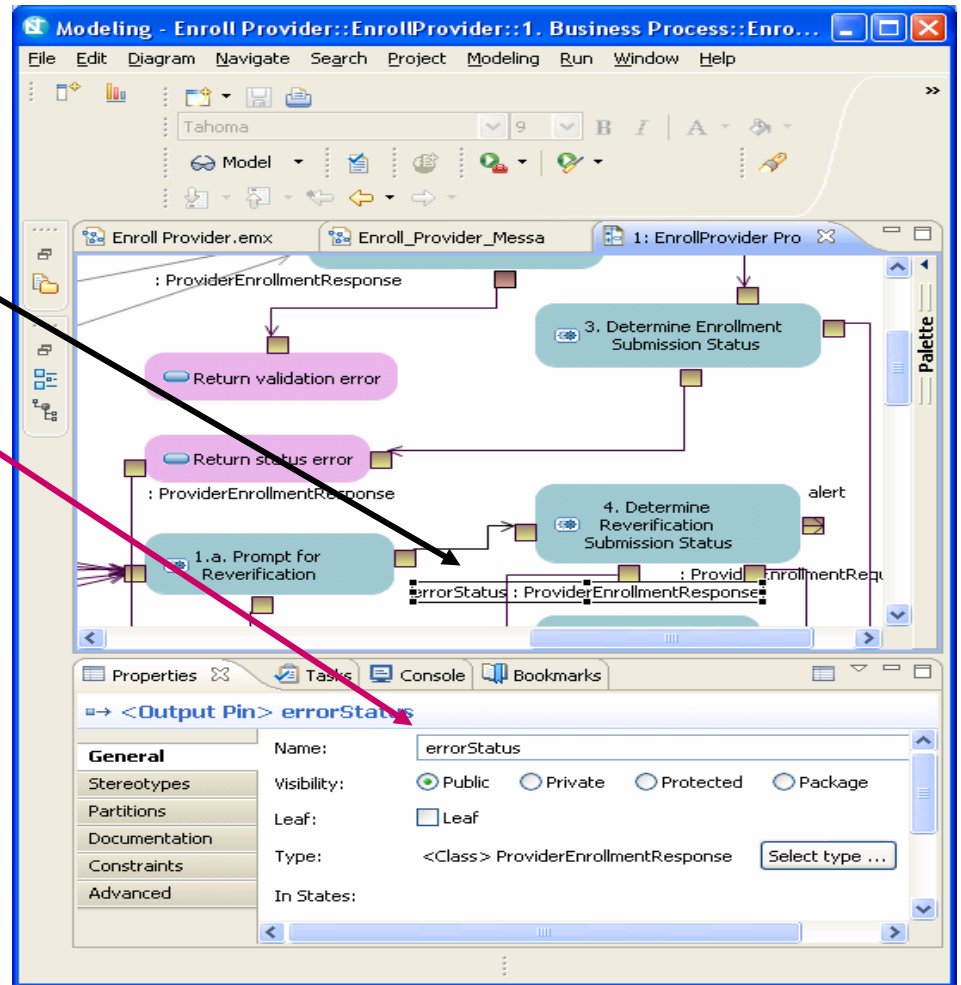 Modeling - Enroll Provider::EnrollProvider::1. Business Process::Enro...
File Edit Diagram Navigate Search Project Modeling Run Window Help
Tahoma 9 B I A
Model
Enroll Provider.emx Enroll_Provider_Messa 1: EnrollProvider Pro
Palette
: ProviderEnrollmentResponse
3. Determine Enrollment
Submission Status
Return validation error
Return status error
: ProviderEnrollmentResponse
alert
4. Determine
Reverification
Submission Status
1.a. Prompt for
Reverification
: ProviderEnrollmentRequ
errorStatus : ProviderEnrollmentResponse
Properties Tasks Console Bookmarks
<Output Pin> errorStatus
General
Stereotypes
Partitions
Documentation
Constraints
Advanced
Name: errorStatus
Visibility: Public Private Protected Package
Leaf: Leaf
Type: <Class> ProviderEnrollmentResponse Select type ...
In States: